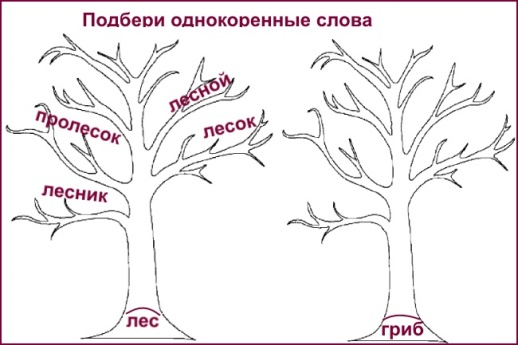 Подбери однокоренные слова
лесной
пролесок
лесок
лесник
лес
гриб